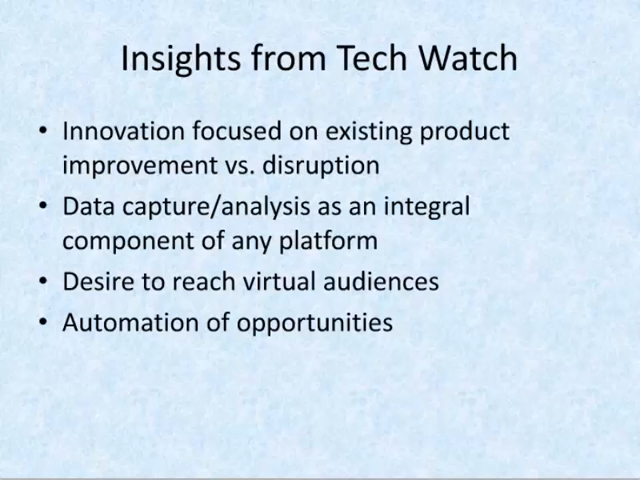 Insights from Tech Watch
• Innovation focused on existing product
improvement vs. disruption
• Data capture/analysis as an integral
component of any platform
• Desire to reach virtual audiences
• Automation of opportunities